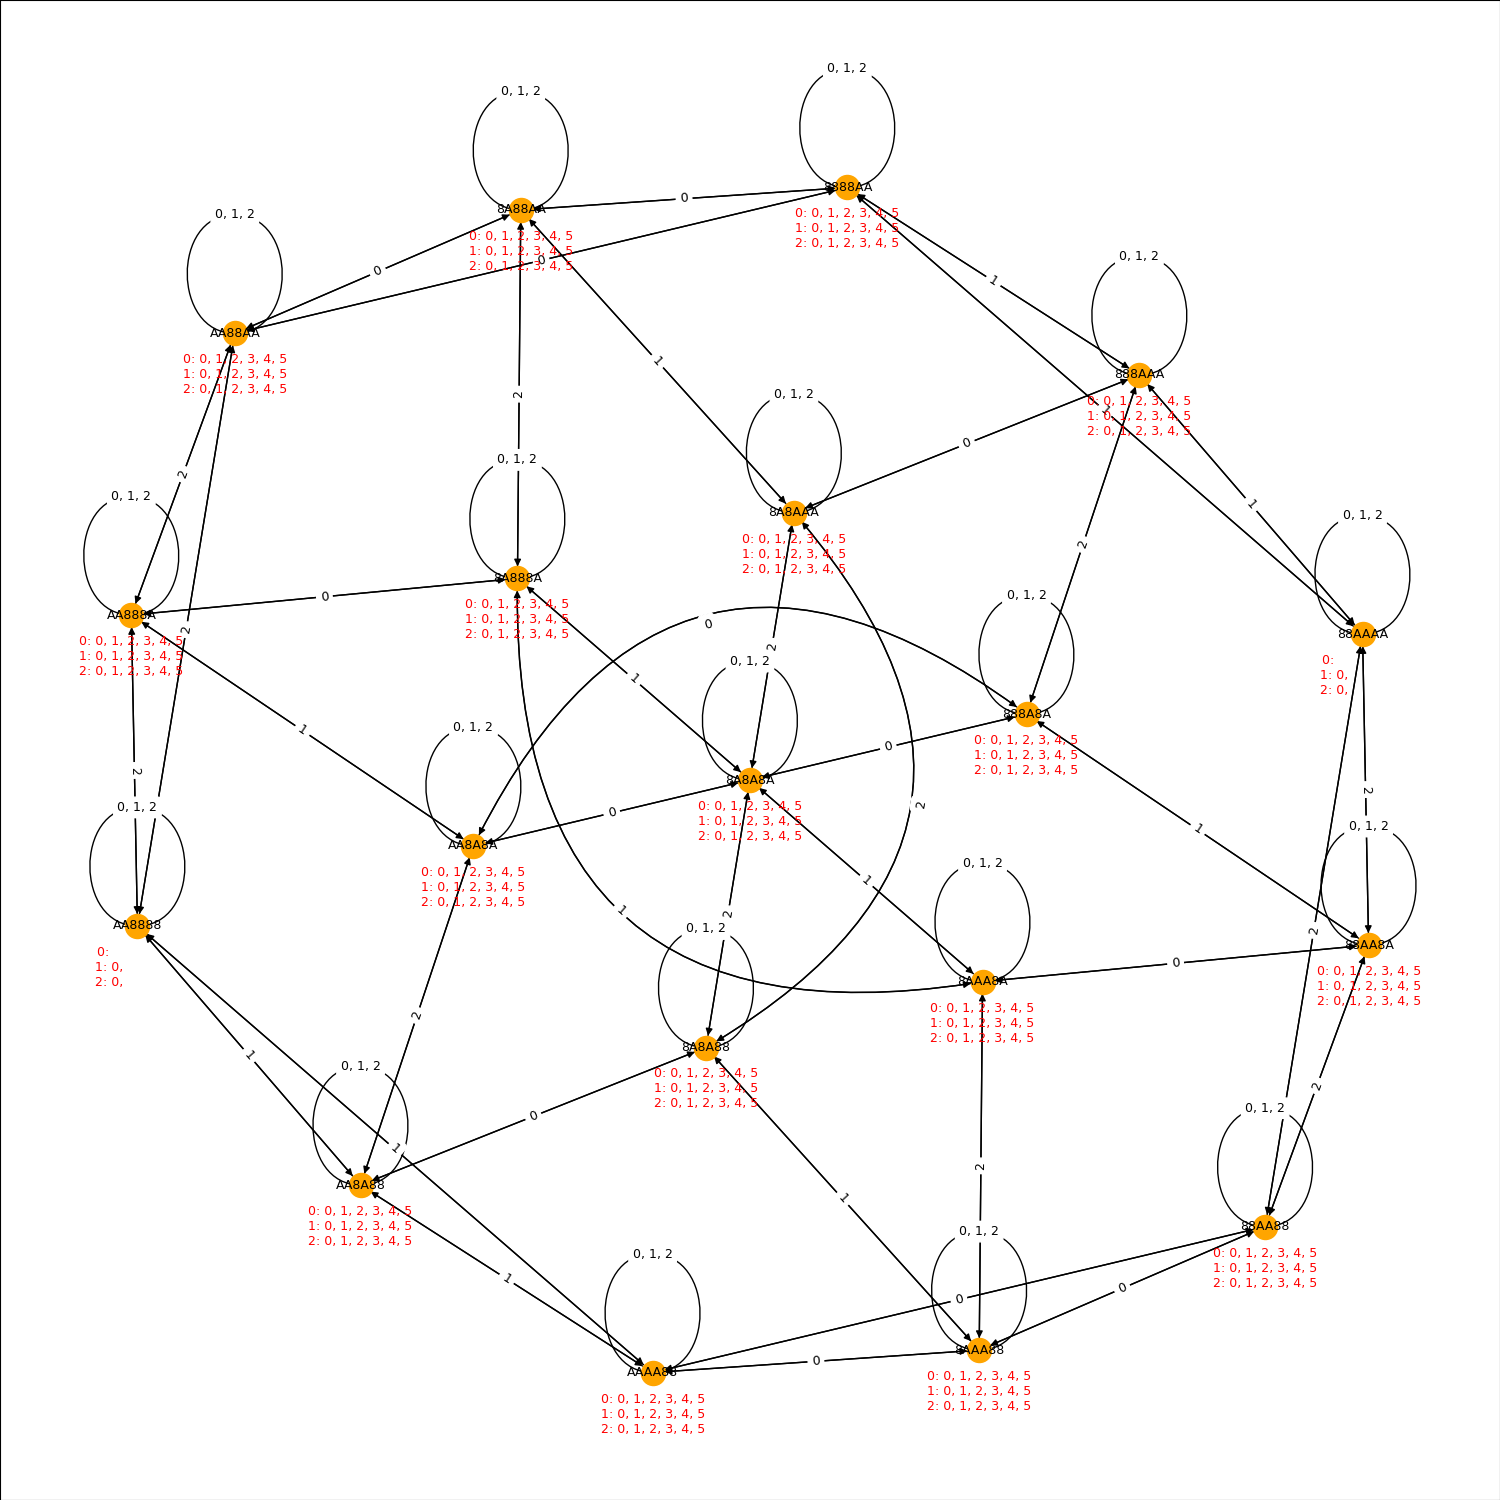 0, 1, 2
0, 1, 2
8888AA
0: 0, 1, 2, 3, 4, 5
1: 0, 1, 2, 3, 4, 5
2: 0, 1, 2, 3, 4, 5
0
8A88AA
0: 0, 1, 2, 3, 4, 5
1: 0, 1, 2, 3, 4, 5
2: 0, 1, 2, 3, 4, 5
0, 1, 2
0
0
AA88AA
0: 0, 1, 2, 3, 4, 5
1: 0, 1, 2, 3, 4, 5
2: 0, 1, 2, 3, 4, 5
0, 1, 2
1
888AAA
0: 0, 1, 2, 3, 4, 5
1: 0, 1, 2, 3, 4, 5
2: 0, 1, 2, 3, 4, 5
1
1
2
0, 1, 2
0
8A8AAA
0: 0, 1, 2, 3, 4, 5
1: 0, 1, 2, 3, 4, 5
2: 0, 1, 2, 3, 4, 5
2
0, 1, 2
8A888A
0: 0, 1, 2, 3, 4, 5
1: 0, 1, 2, 3, 4, 5
2: 0, 1, 2, 3, 4, 5
2
0, 1, 2
0
AA888A
0: 0, 1, 2, 3, 4, 5
1: 0, 1, 2, 3, 4, 5
2: 0, 1, 2, 3, 4, 5
2
1
0, 1, 2
88AAAA
0:
1: 0,
2: 0,
2
0, 1, 2
888A8A
0: 0, 1, 2, 3, 4, 5
1: 0, 1, 2, 3, 4, 5
2: 0, 1, 2, 3, 4, 5
0
2
1
0, 1, 2
0
8A8A8A
0: 0, 1, 2, 3, 4, 5
1: 0, 1, 2, 3, 4, 5
2: 0, 1, 2, 3, 4, 5
1
0, 1, 2
0
AA8A8A
0: 0, 1, 2, 3, 4, 5
1: 0, 1, 2, 3, 4, 5
2: 0, 1, 2, 3, 4, 5
2
0, 1, 2
AA8888
0:
1: 0,
2: 0,
2
2
1
0, 1, 2
88AA8A
0: 0, 1, 2, 3, 4, 5
1: 0, 1, 2, 3, 4, 5
2: 0, 1, 2, 3, 4, 5
1
0, 1, 2
0
8AAA8A
0: 0, 1, 2, 3, 4, 5
1: 0, 1, 2, 3, 4, 5
2: 0, 1, 2, 3, 4, 5
1
2
0, 1, 2
8A8A88
0: 0, 1, 2, 3, 4, 5
1: 0, 1, 2, 3, 4, 5
2: 0, 1, 2, 3, 4, 5
2
2
1
0, 1, 2
0
1
AA8A88
0: 0, 1, 2, 3, 4, 5
1: 0, 1, 2, 3, 4, 5
2: 0, 1, 2, 3, 4, 5
2
0, 1, 2
88AA88
0: 0, 1, 2, 3, 4, 5
1: 0, 1, 2, 3, 4, 5
2: 0, 1, 2, 3, 4, 5
2
1
0, 1, 2
0
0
8AAA88
0: 0, 1, 2, 3, 4, 5
1: 0, 1, 2, 3, 4, 5
2: 0, 1, 2, 3, 4, 5
0, 1, 2
1
0
AAAA88
0: 0, 1, 2, 3, 4, 5
1: 0, 1, 2, 3, 4, 5
2: 0, 1, 2, 3, 4, 5